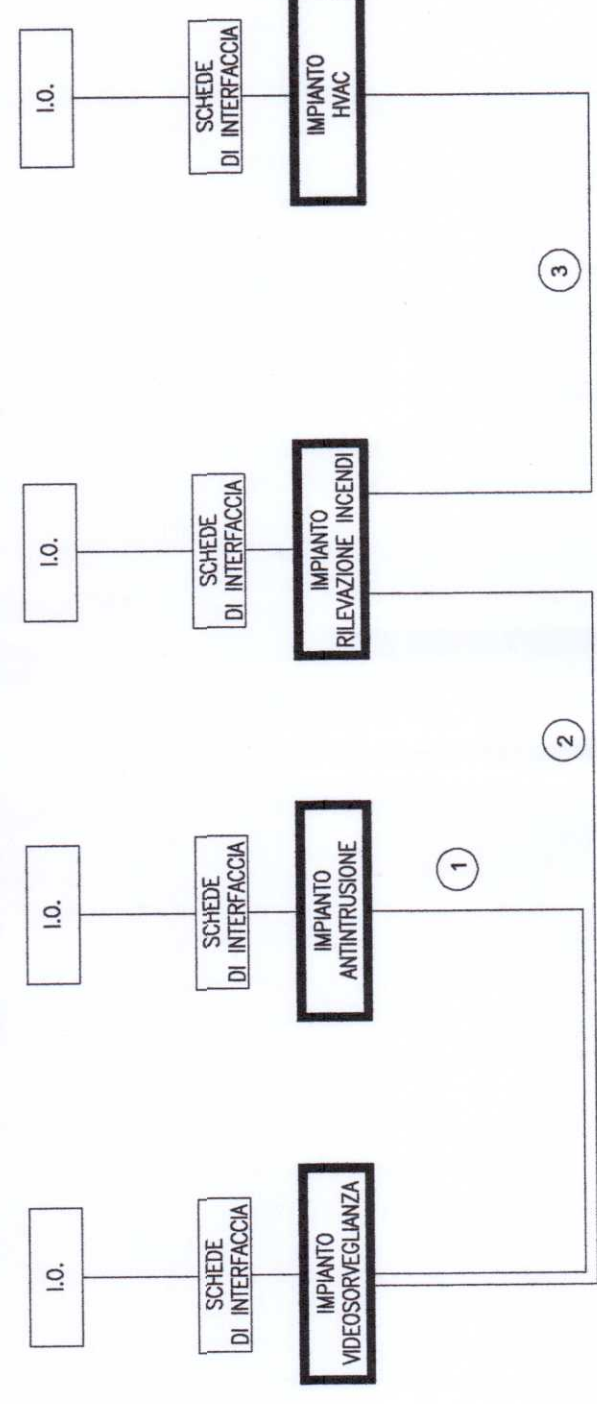 I.O.
SCHEDE
DI INTERFACCIA
IMPIANTO
VIDEOSORVEGLIANZA
I.O.
SCHEDE
DI INTERFACCIA
IMPIANTO
ANTINTRUSIONE
1
I.O.
SCHEDE
DI INTERFACCIA
IMPIANTO
RILEVAZIONE INCENDI
2
I.O.
SCHEDE
DI INTERFACCIA
IMPIANTO
HVAC
3